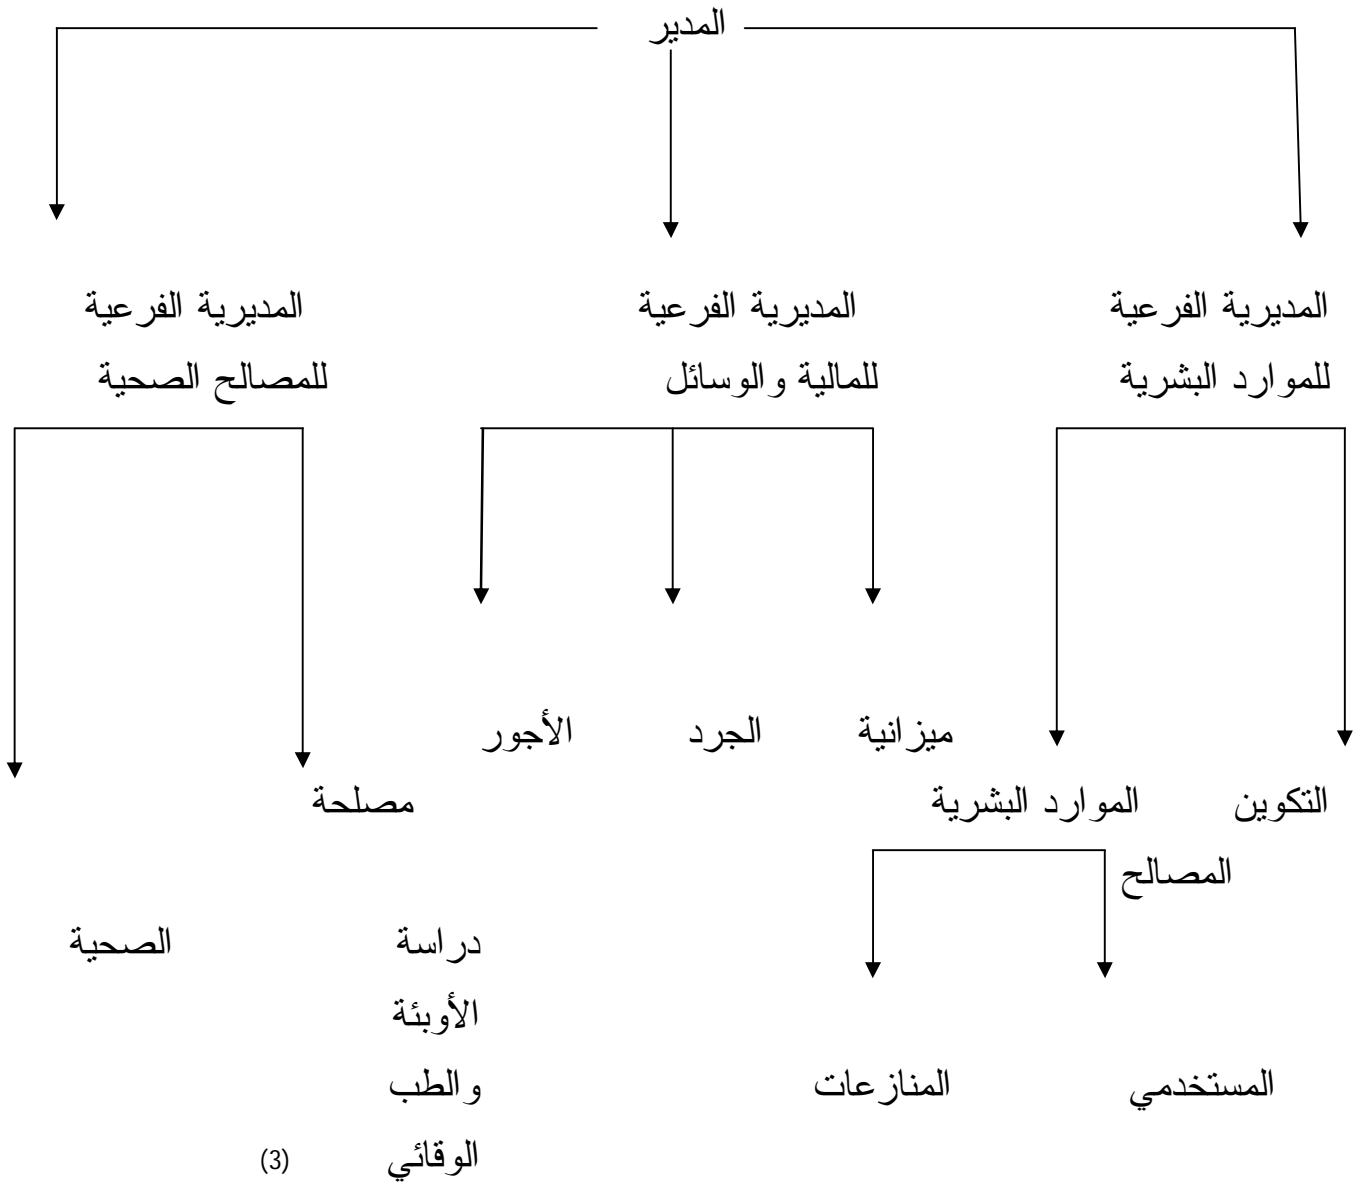 المدير
المديرية الفرعية المديرية الفرعية المديرية الفرعية
للموارد البشرية للمالية والوسائل للمصالح الصحية
ميزانية الجرد الأجور
التكوين الموارد البشرية مصلحة
المصالح
دراسة الصحية
الأوبئة
المستخدمي المنازعات والطب
الوقائي (3)